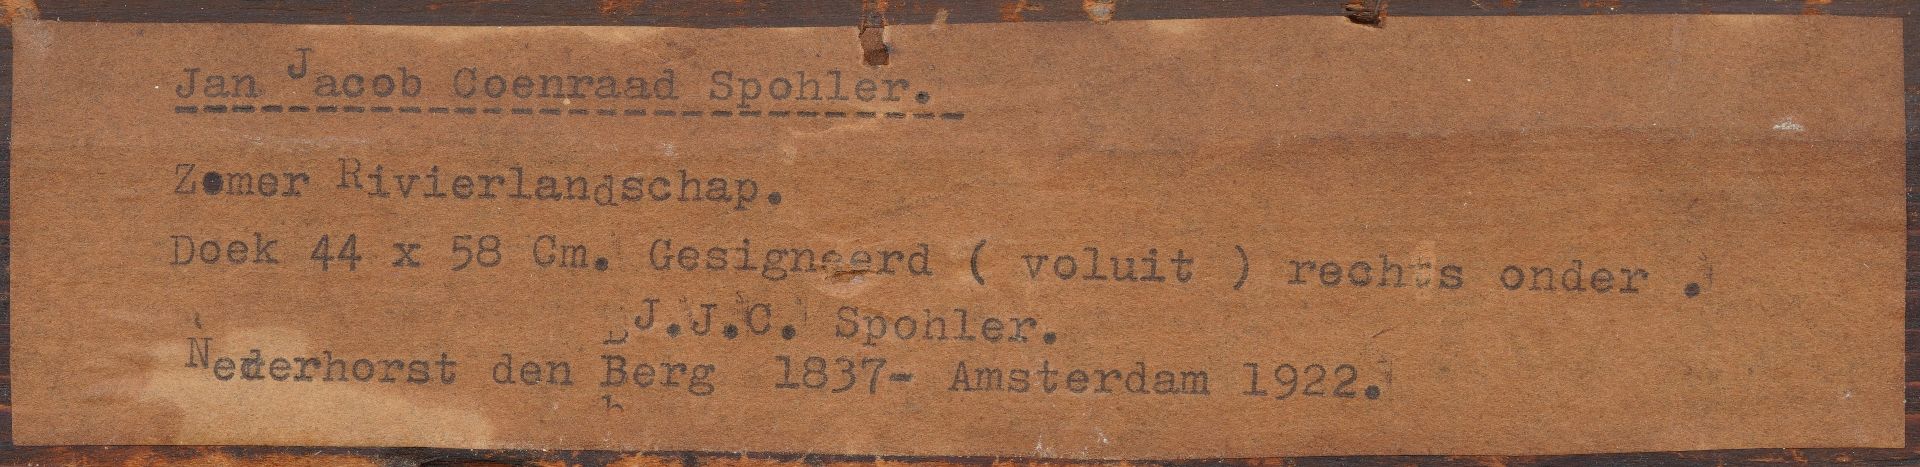 Jan Jacob Coenraad Spohler.
Zomer Rivierlandschap.
Doek 44 x 58 Cm. Gesigneerd ( voluit ) rechts onder .
J.J.C. Spohler.
Nederhorst den Berg 1837- Amsterdam 1922.